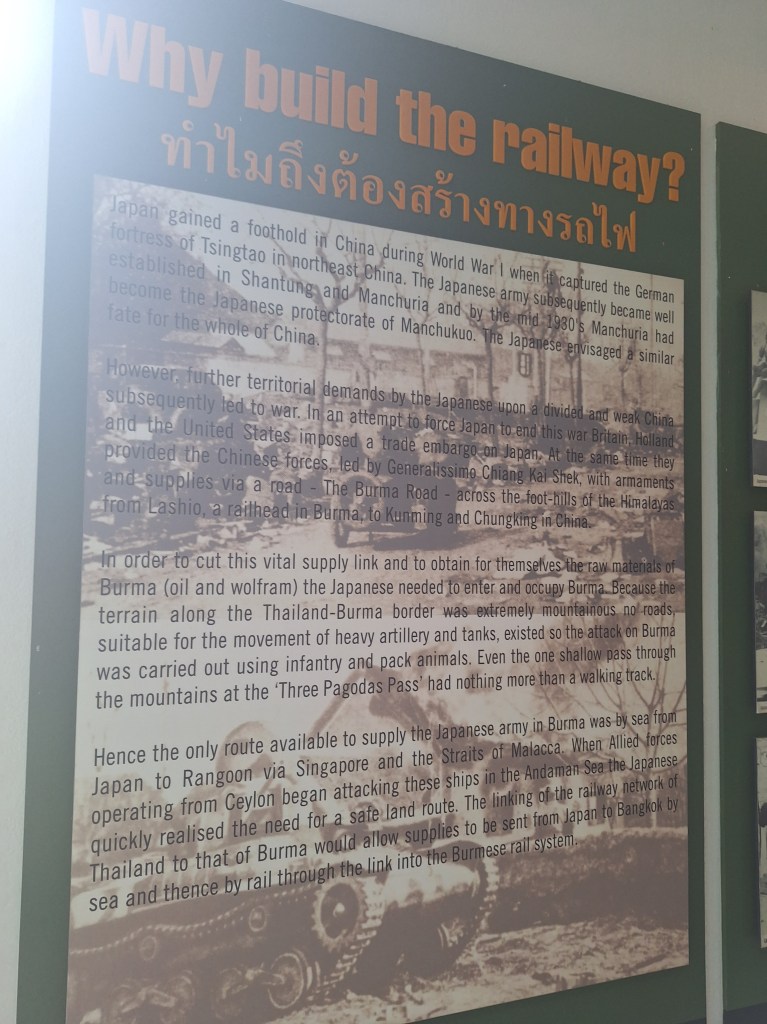 Why build the railway?
ทำไมถึงต้องสร้างทางรถไฟ
Japan gained a foothold in China during World War I when it captured the German
fortress of Tsingtao in northeast China. The Japanese army subsequently became well
established in Shantung and Manchuria and by the mid 1930's Manchuria had
become the Japanese protectorate of Manchukuo. The Japanese envisaged a similar
fate for the whole of China.
However, further territorial demands by the Japanese upon a divided and weak China
subsequently led to war. In an attempt to force Japan to end this war Britain, Holland
and the United States imposed a trade embargo on Japan. At the same time they
provided the Chinese forces, led by Generalissimo Chiang Kai Shek, with armaments
and supplies via a road - The Burma Road - across the foot-hills of the Himalayas
from Lashio, a railhead in Burma, to Kunming and Chungking in China.
In order to cut this vital supply link and to obtain for themselves the raw materials of
Burma (oil and wolfram) the Japanese needed to enter and occupy Burma. Because the
terrain along the Thailand-Burma border was extremely mountainous no roads,
suitable for the movement of heavy artillery and tanks, existed so the attack on Burma
was carried out using infantry and pack animals. Even the one shallow pass through
the mountains at the 'Three Pagodas Pass' had nothing more than a walking track.
Hence the only route available to supply the Japanese army in Burma was by sea from
Japan to Rangoon via Singapore and the Straits of Malacca. When Allied forces
operating from Ceylon began attacking these ships in the Andaman Sea the Japanese
quickly realised the need for a safe land route. The linking of the railway network of
Thailand to that of Burma would allow supplies to be sent from Japan to Bangkok by
sea and thence by rail through the link into the Burmese rail system.